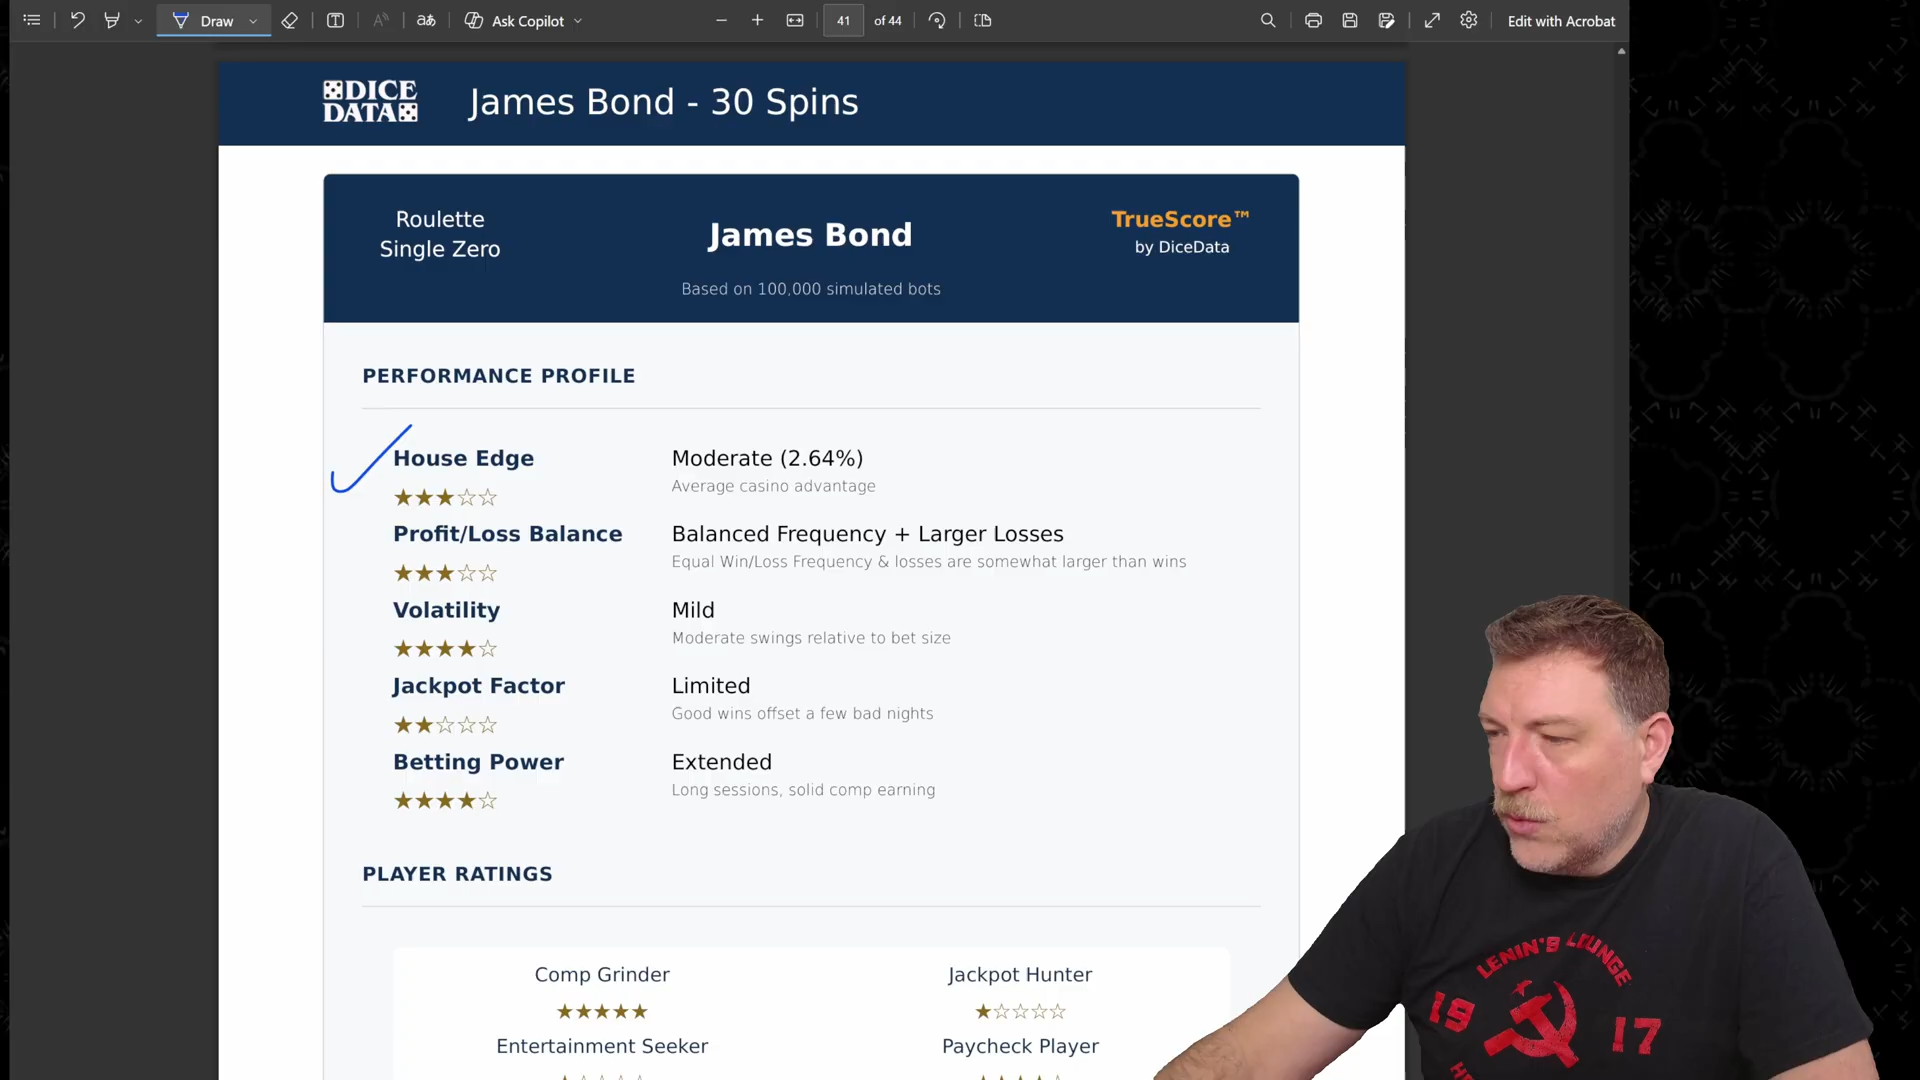 Draw
Ask Copilot
41 of 44
Edit with Acrobat
DICE
DATA
James Bond - 30 Spins
Roulette
Single Zero
James Bond
Based on 100,000 simulated bots
TrueScore™
by DiceData
PERFORMANCE PROFILE
House Edge
Moderate (2.64%)
Average casino advantage
★★★☆☆
Profit/Loss Balance
Balanced Frequency + Larger Losses
Equal Win/Loss Frequency & losses are somewhat larger than wins
★★★☆☆
Volatility
Mild
Moderate swings relative to bet size
★★★★☆
Jackpot Factor
Limited
Good wins offset a few bad nights
★★☆☆☆
Betting Power
Extended
Long sessions, solid comp earning
★★★★☆
PLAYER RATINGS
Comp Grinder
★★★★★
Jackpot Hunter
★☆☆☆☆
Entertainment Seeker
Paycheck Player
LENIN'S LOUNGE
19 17